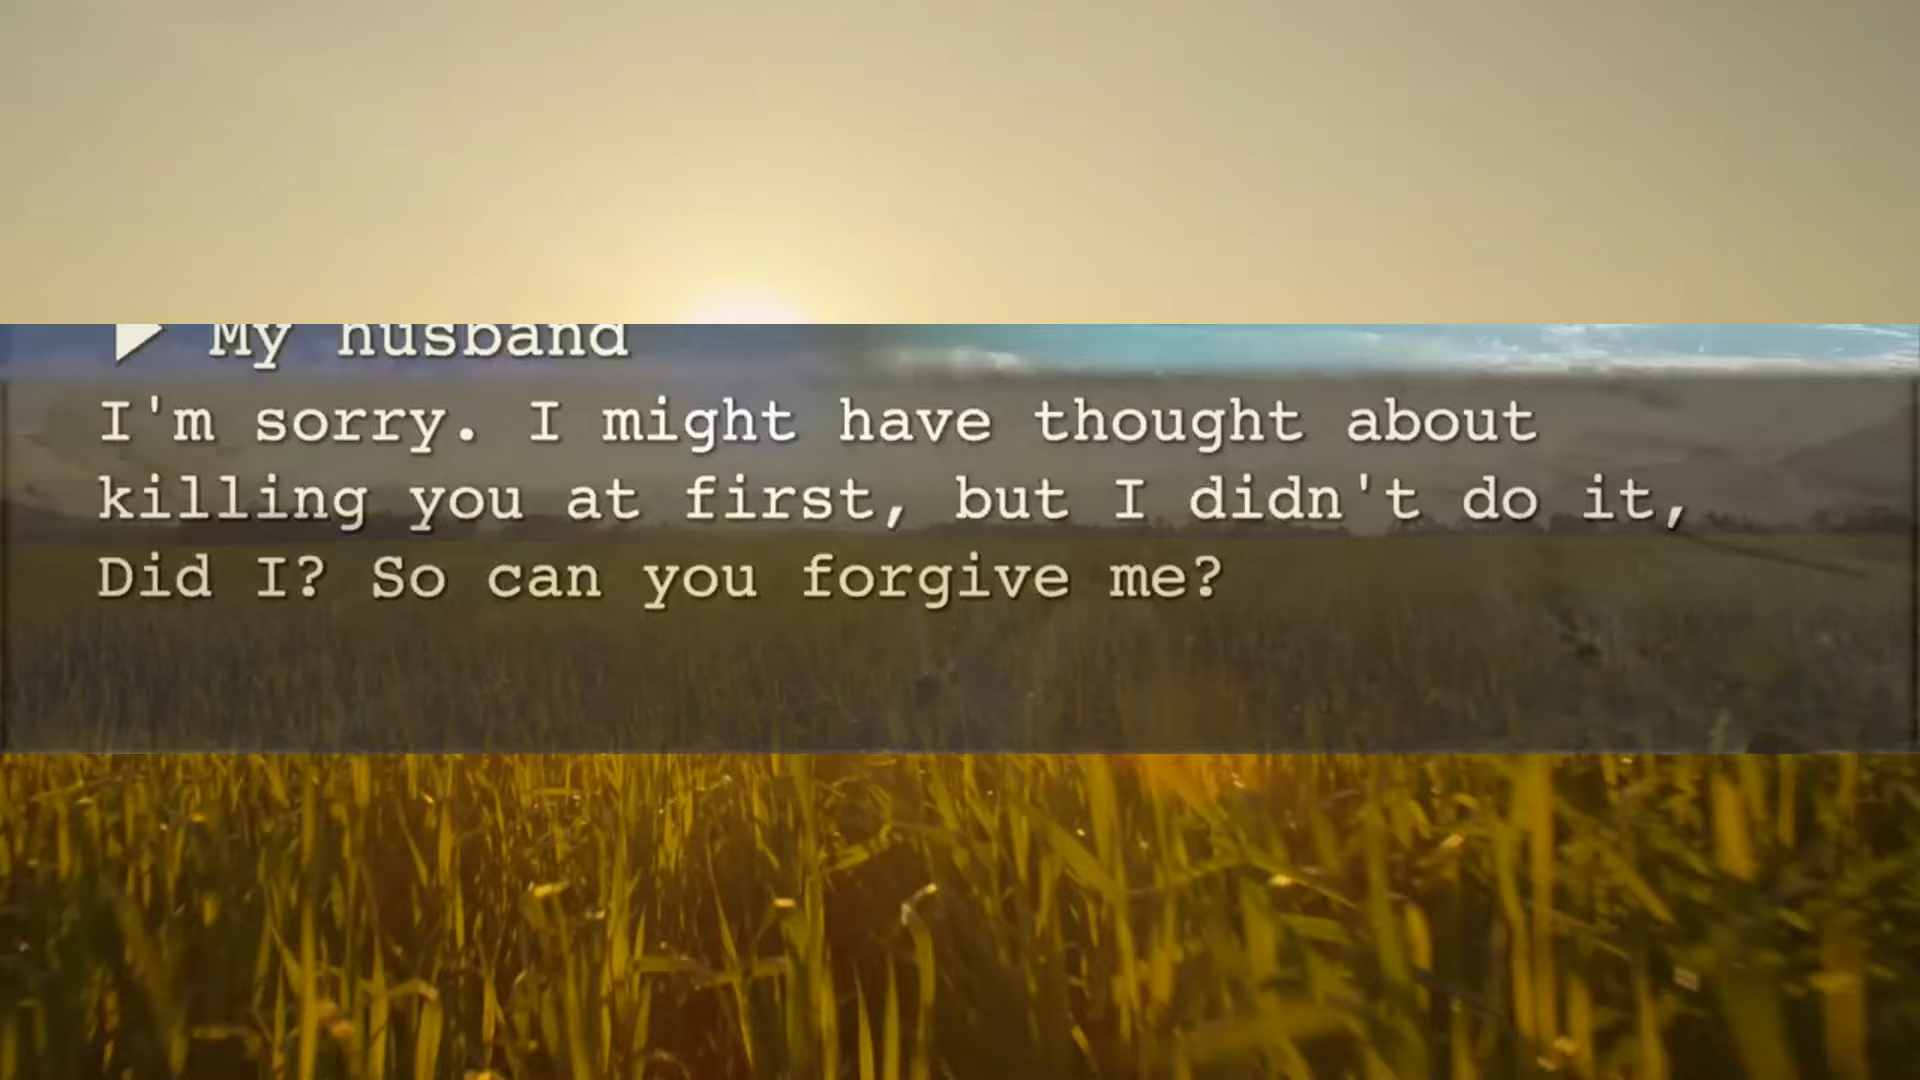 ▶ My husband
I'm sorry. I might have thought about
killing you at first, but I didn't do it,
Did I? So can you forgive me?